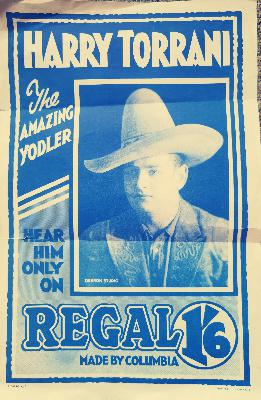 HARRY TORRANI
The
AMAZING
YODLER
HEAR
HIM
ONLY
ON
REGAL 1'6
MADE BY COLUMBIA